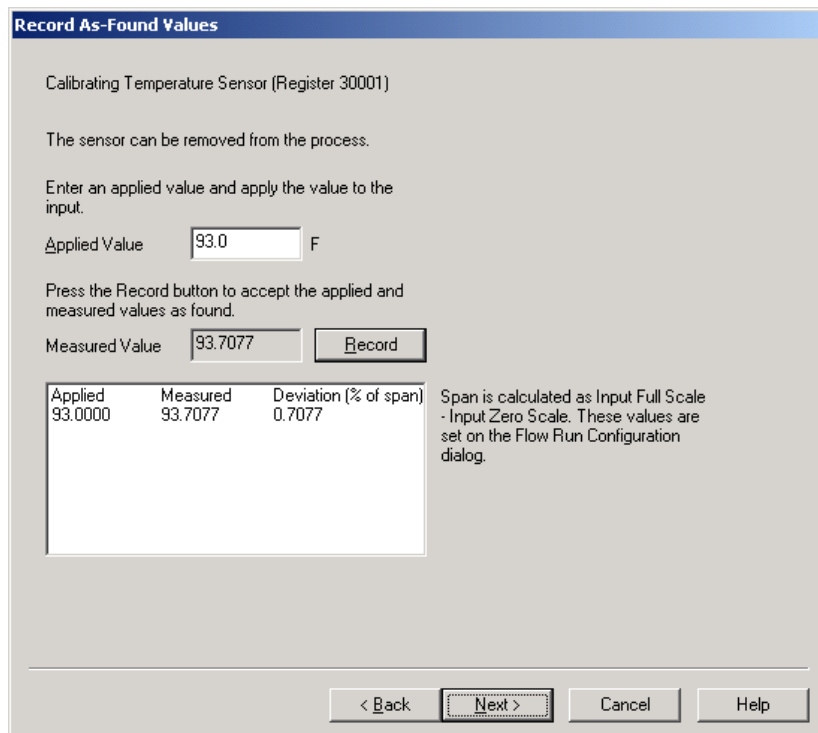 Record As-Found Values
Calibrating Temperature Sensor (Register 30001)
The sensor can be removed from the process.
Enter an applied value and apply the value to the
input.
Applied Value 93.0 F
Press the Record button to accept the applied and
measured values as found.
Measured Value 93.7077 Record
Applied Measured Deviation (% of span)
93.0000 93.7077 0.7077
Span is calculated as Input Full Scale
- Input Zero Scale. These values are
set on the Flow Run Configuration
dialog.
< Back Next > Cancel Help